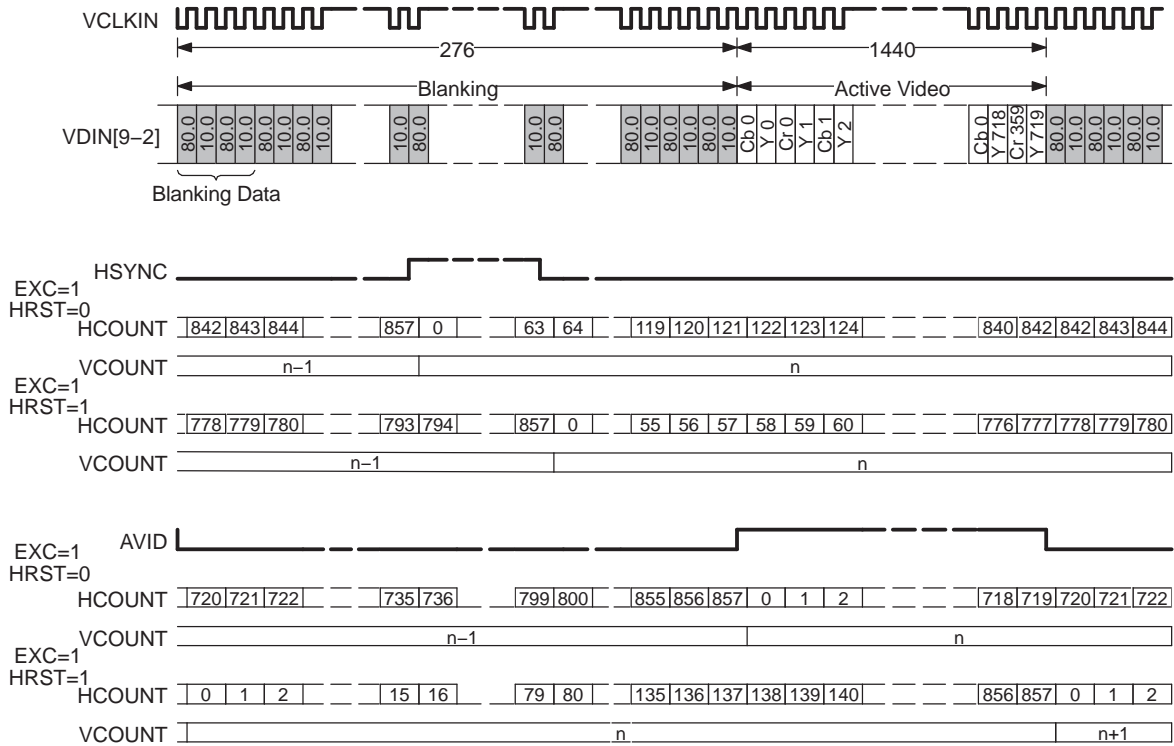 VCLKIN
276 1440
Blanking Active Video
VDIN[9–2] 80.0 10.0 80.0 10.0 80.0 10.0 80.0 10.0 10.0 80.0 10.0 80.0 80.0 10.0 80.0 10.0 80.0 10.0 Cb 0 Y 0 Cr 0 Y 1 Cb 1 Y 2 Cb 0 Y 718 Cr 359 Y 719 80.0 10.0 80.0 10.0 80.0 10.0
Blanking Data
HSYNC
EXC=1
HRST=0
HCOUNT 842 843 844 857 0 63 64 119 120 121 122 123 124 840 842 842 843 844
VCOUNT n–1 n
EXC=1
HRST=1
HCOUNT 778 779 780 793 794 857 0 55 56 57 58 59 60 776 777 778 779 780
VCOUNT n–1 n
AVID
EXC=1
HRST=0
HCOUNT 720 721 722 735 736 799 800 855 856 857 0 1 2 718 719 720 721 722
VCOUNT n–1 n
EXC=1
HRST=1
HCOUNT 0 1 2 15 16 79 80 135 136 137 138 139 140 856 857 0 1 2
VCOUNT n n+1